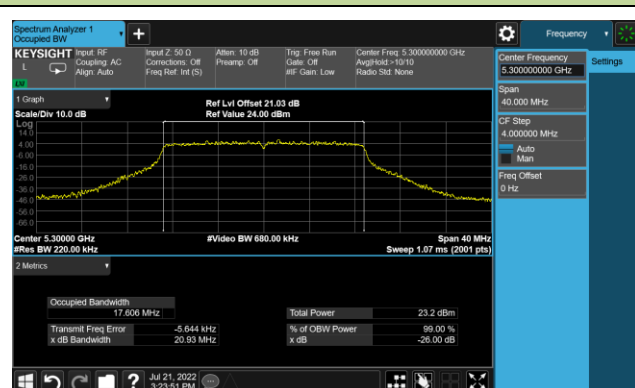 Spectrum Analyzer 1
Occupied BW
Frequency
KEYSIGHT
L
Input: RF
Coupling: AC
Align: Auto
Input Z: 50 Ω
Corrections: Off
Freq Ref: Int (S)
Atten: 10 dB
Preamp: Off
Trig: Free Run
Gate: Off
#IF Gain: Low
Center Freq: 5.300000000 GHz
Avg|Hold:>10/10
Radio Std: None
Center Frequency
5.300000000 GHz
Settings
Span
40.000 MHz
CF Step
4.000000 MHz
Auto
Man
Freq Offset
0 Hz
1 Graph
Scale/Div 10.0 dB
Ref Lvl Offset 21.03 dB
Ref Value 24.00 dBm
Log
14.0
4.00
-6.00
-16.0
-26.0
-36.0
-46.0
-56.0
-66.0
Center 5.30000 GHz
#Res BW 220.00 kHz
#Video BW 680.00 kHz
Span 40 MHz
Sweep 1.07 ms (2001 pts)
2 Metrics
Occupied Bandwidth
17.606 MHz
Total Power 23.2 dBm
Transmit Freq Error -5.644 kHz
% of OBW Power 99.00 %
x dB Bandwidth 20.93 MHz
x dB -26.00 dB
Jul 21, 2022
3:23:51 PM